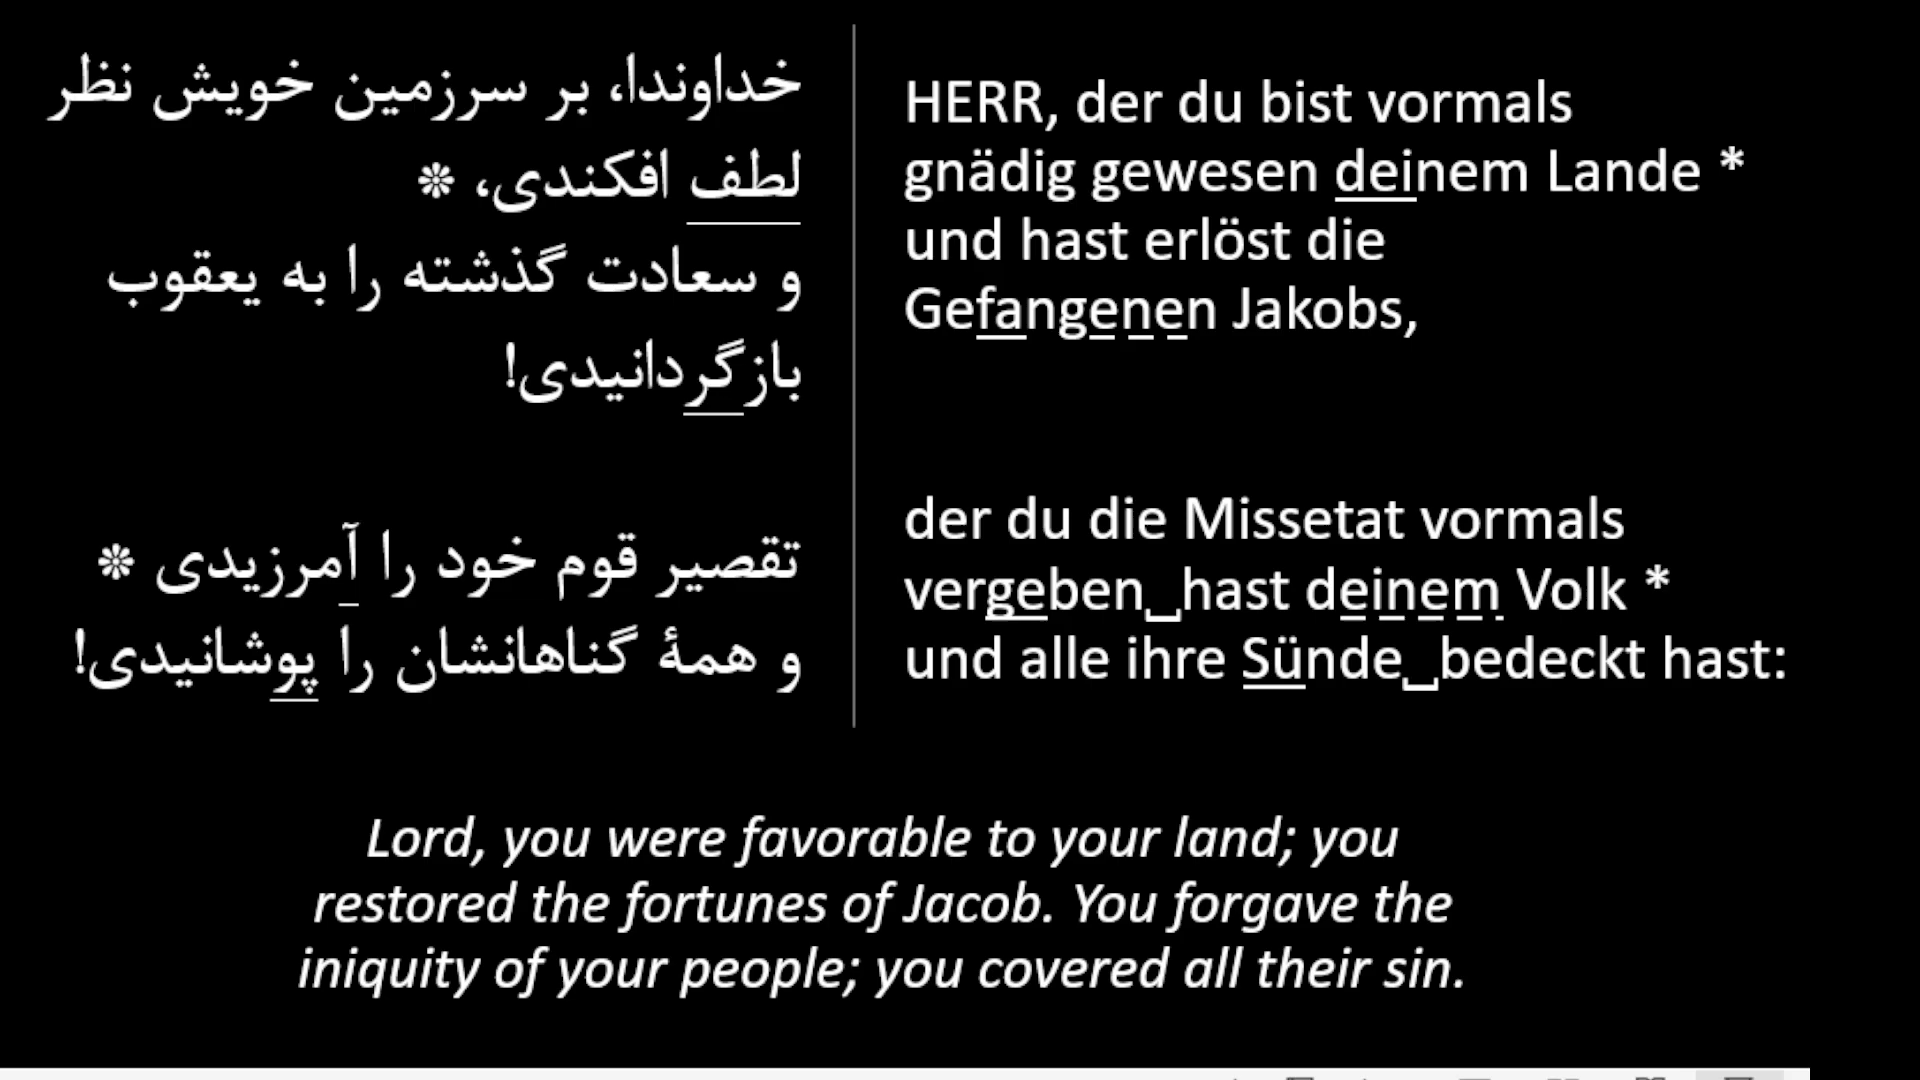 خداوندا، بر سرزمین خویش نظر
لطف افکندی، ❊
و سعادت گذشته را به یعقوب
بازگردانیدی!
تقصیر قوم خود را آمرزیدی ❊
و همهٔ گناهانشان را پوشانیدی!
HERR, der du bist vormals
gnädig gewesen deinem Lande *
und hast erlöst die
Gefangenen Jakobs,
der du die Missetat vormals
vergeben␣hast deinem Volk *
und alle ihre Sünde␣bedeckt hast:
Lord, you were favorable to your land; you
restored the fortunes of Jacob. You forgave the
iniquity of your people; you covered all their sin.